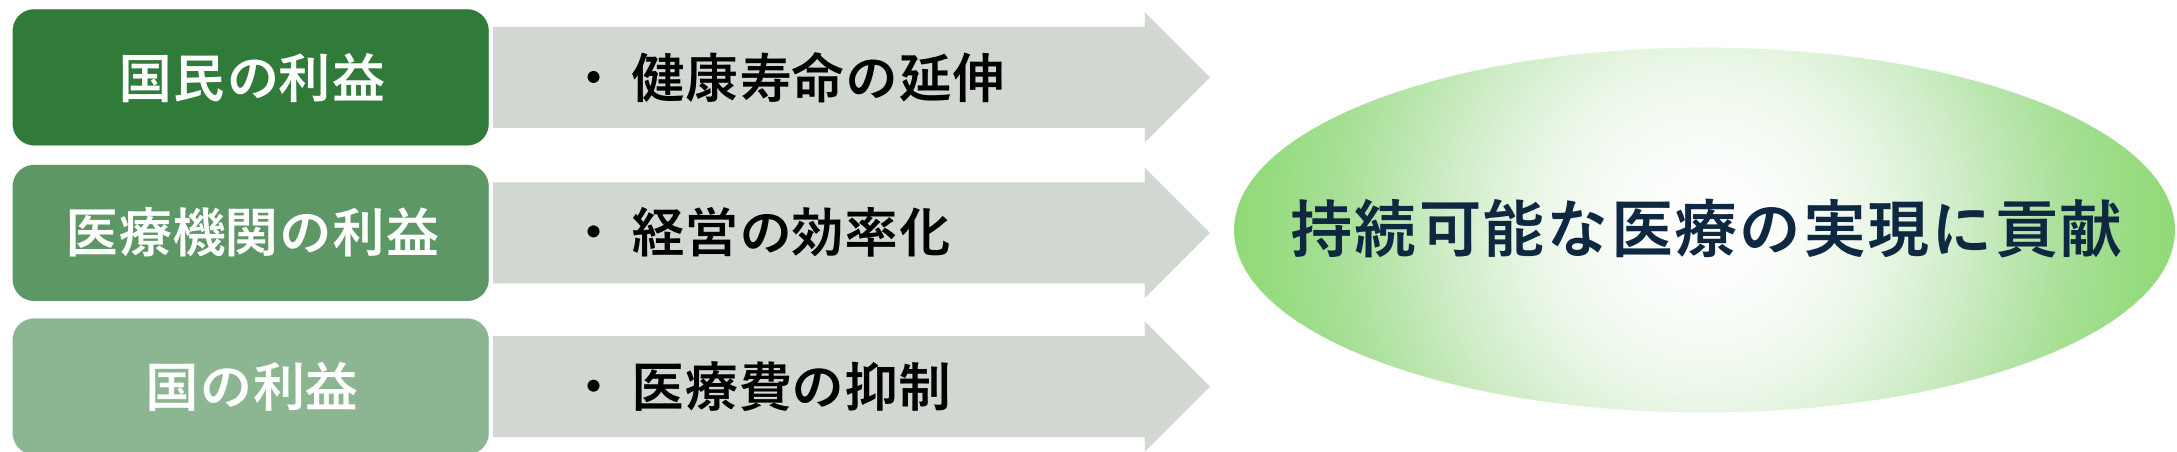 国民の利益
・ 健康寿命の延伸
医療機関の利益
・ 経営の効率化
国の利益
・ 医療費の抑制
持続可能な医療の実現に貢献